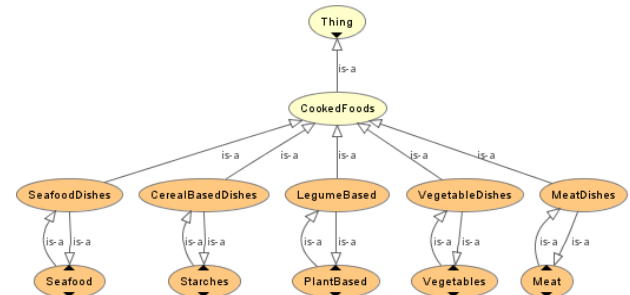 Thing
is-a
CookedFoods
is-a
is-a
is-a
is-a
is-a
SeafoodDishes
CerealBasedDishes
LegumeBased
VegetableDishes
MeatDishes
is-a
is-a
is-a
is-a
is-a
is-a
is-a
is-a
is-a
is-a
Seafood
Starches
PlantBased
Vegetables
Meat